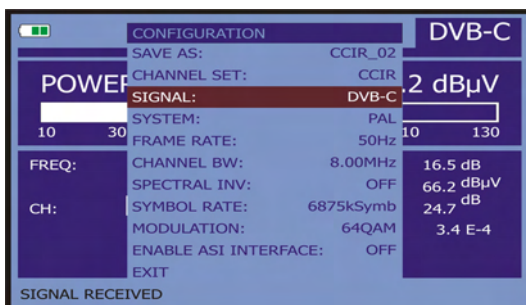 CONFIGURATION
DVB-C
SAVE AS: CCIR_02
CHANNEL SET: CCIR
POWER .2 dBµV
SIGNAL: DVB-C
SYSTEM: PAL
10 30 10 130
FRAME RATE: 50Hz
FREQ: CHANNEL BW: 8.00MHz 16.5 dB
SPECTRAL INV: OFF 66.2 dBµV
CH: SYMBOL RATE: 6875kSymb 24.7 dB
MODULATION: 64QAM 3.4 E-4
ENABLE ASI INTERFACE: OFF
EXIT
SIGNAL RECEIVED